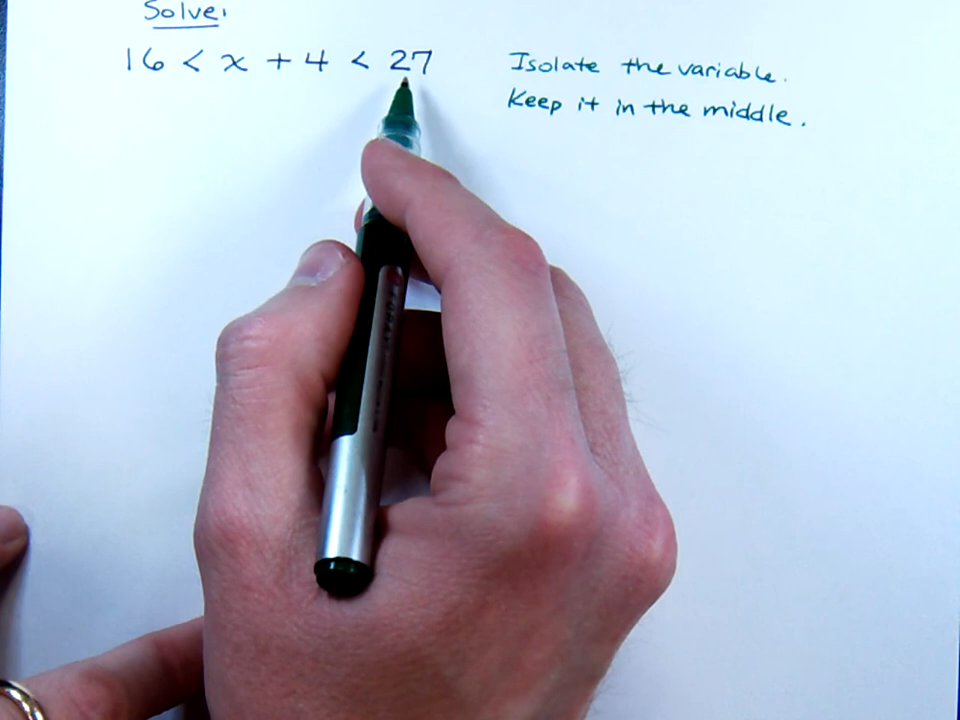 Solve:
16 < x + 4 < 27
Isolate the variable.
Keep it in the middle.